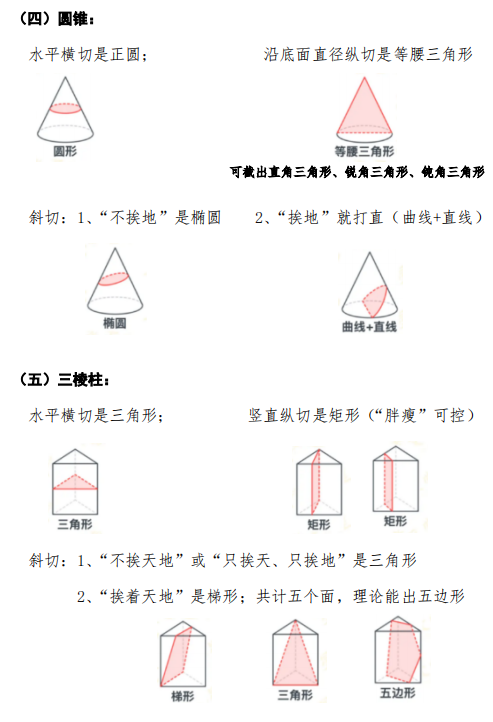 （四）圆锥：
水平横切是正圆； 沿底面直径纵切是等腰三角形
圆形 等腰三角形
可截出直角三角形、锐角三角形、钝角三角形
斜切：1、“不挨地”是椭圆 2、“挨地”就打直（曲线+直线）
椭圆 曲线+直线
（五）三棱柱：
水平横切是三角形； 竖直纵切是矩形（“胖瘦”可控）
三角形 矩形 矩形
斜切：1、“不挨天地”或“只挨天、只挨地”是三角形
2、“挨着天地”是梯形；共计五个面，理论能出五边形
梯形 三角形 五边形